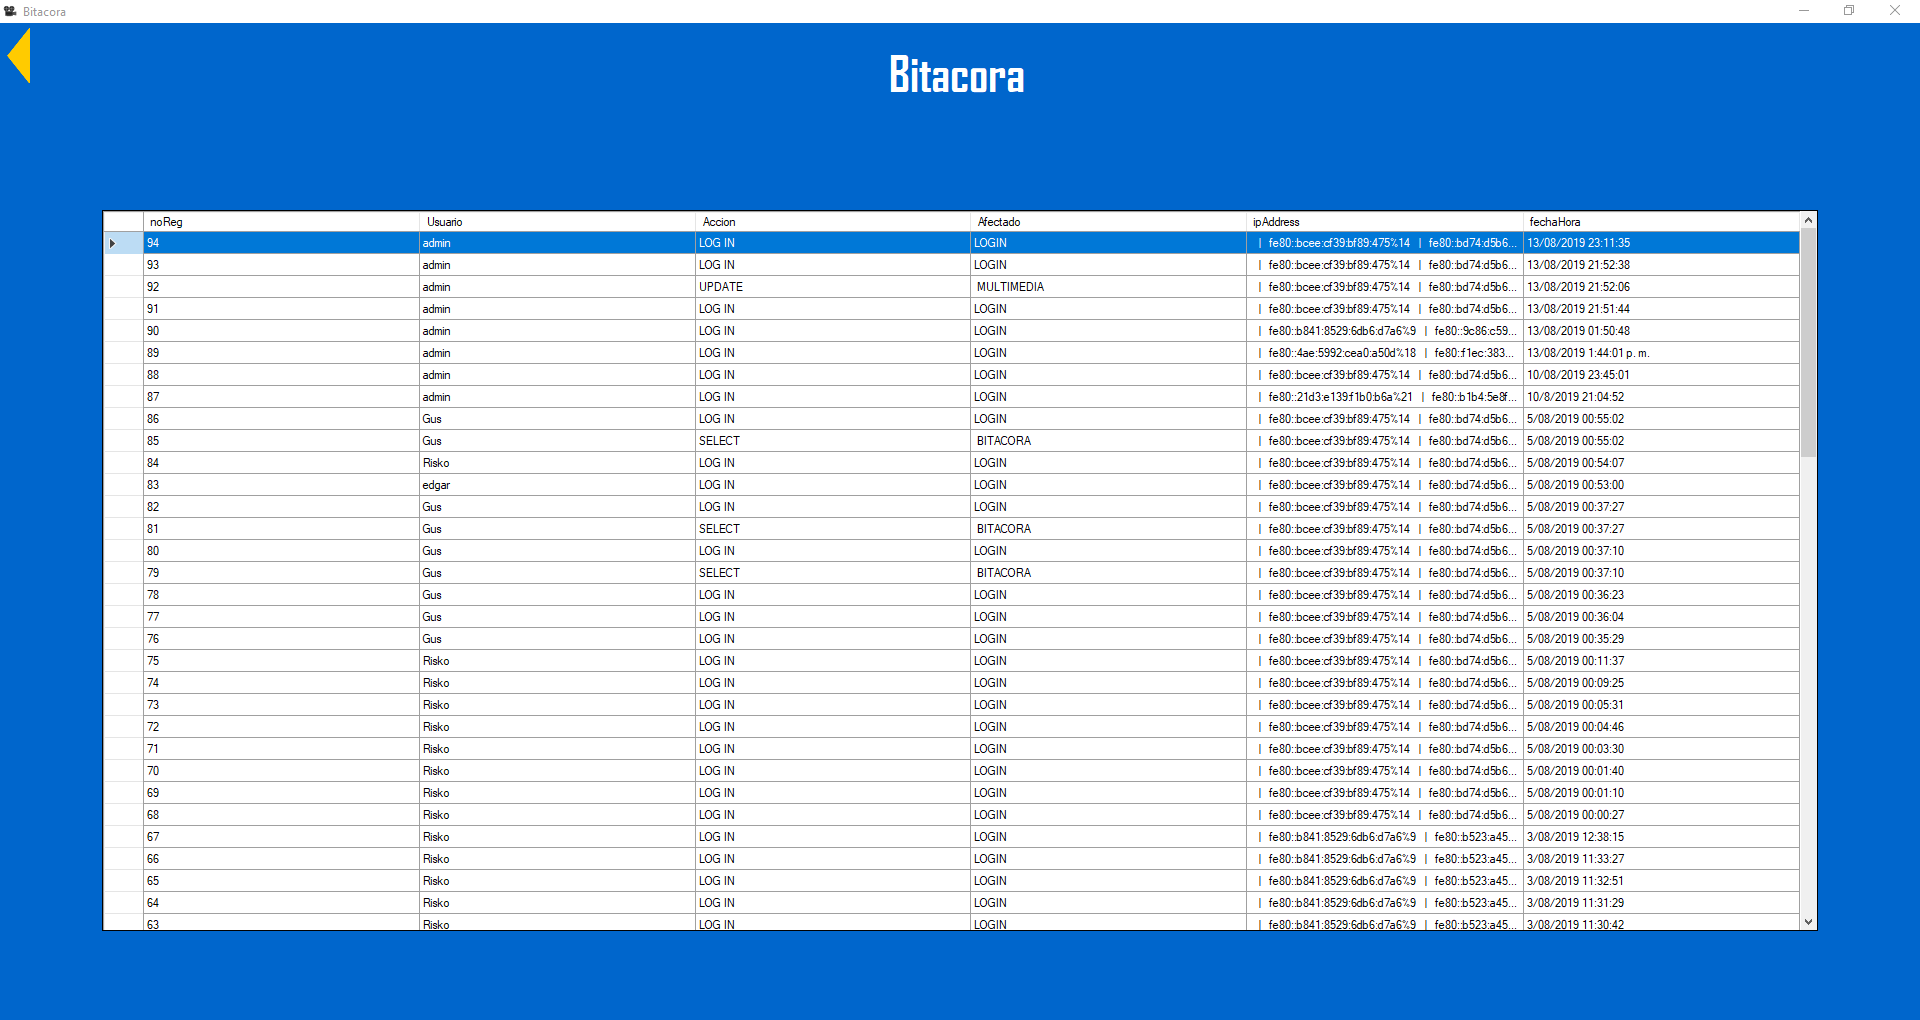 Bitacora
Bitacora
noReg Usuario Accion Afectado ipAddress fechaHora
94 admin LOG IN LOGIN | fe80::bcee:cf39:bf89:475%14 | fe80::bd74:d5b6... 13/08/2019 23:11:35
93 admin LOG IN LOGIN | fe80::bcee:cf39:bf89:475%14 | fe80::bd74:d5b6... 13/08/2019 21:52:38
92 admin UPDATE MULTIMEDIA | fe80::bcee:cf39:bf89:475%14 | fe80::bd74:d5b6... 13/08/2019 21:52:06
91 admin LOG IN LOGIN | fe80::bcee:cf39:bf89:475%14 | fe80::bd74:d5b6... 13/08/2019 21:51:44
90 admin LOG IN LOGIN | fe80::b841:8529:6db6:d7a6%9 | fe80::9c86:c59... 13/08/2019 01:50:48
89 admin LOG IN LOGIN | fe80::4ae:5992:cea0:a50d%18 | fe80::f1ec:383... 13/08/2019 1:44:01 p. m.
88 admin LOG IN LOGIN | fe80::bcee:cf39:bf89:475%14 | fe80::bd74:d5b6... 10/08/2019 23:45:01
87 admin LOG IN LOGIN | fe80::21d3:e139:f1b0:b6a%21 | fe80::b1b4:5e8f... 10/8/2019 21:04:52
86 Gus LOG IN LOGIN | fe80::bcee:cf39:bf89:475%14 | fe80::bd74:d5b6... 5/08/2019 00:55:02
85 Gus SELECT BITACORA | fe80::bcee:cf39:bf89:475%14 | fe80::bd74:d5b6... 5/08/2019 00:55:02
84 Risko LOG IN LOGIN | fe80::bcee:cf39:bf89:475%14 | fe80::bd74:d5b6... 5/08/2019 00:54:07
83 edgar LOG IN LOGIN | fe80::bcee:cf39:bf89:475%14 | fe80::bd74:d5b6... 5/08/2019 00:53:00
82 Gus LOG IN LOGIN | fe80::bcee:cf39:bf89:475%14 | fe80::bd74:d5b6... 5/08/2019 00:37:27
81 Gus SELECT BITACORA | fe80::bcee:cf39:bf89:475%14 | fe80::bd74:d5b6... 5/08/2019 00:37:27
80 Gus LOG IN LOGIN | fe80::bcee:cf39:bf89:475%14 | fe80::bd74:d5b6... 5/08/2019 00:37:10
79 Gus SELECT BITACORA | fe80::bcee:cf39:bf89:475%14 | fe80::bd74:d5b6... 5/08/2019 00:37:10
78 Gus LOG IN LOGIN | fe80::bcee:cf39:bf89:475%14 | fe80::bd74:d5b6... 5/08/2019 00:36:23
77 Gus LOG IN LOGIN | fe80::bcee:cf39:bf89:475%14 | fe80::bd74:d5b6... 5/08/2019 00:36:04
76 Gus LOG IN LOGIN | fe80::bcee:cf39:bf89:475%14 | fe80::bd74:d5b6... 5/08/2019 00:35:29
75 Risko LOG IN LOGIN | fe80::bcee:cf39:bf89:475%14 | fe80::bd74:d5b6... 5/08/2019 00:11:37
74 Risko LOG IN LOGIN | fe80::bcee:cf39:bf89:475%14 | fe80::bd74:d5b6... 5/08/2019 00:09:25
73 Risko LOG IN LOGIN | fe80::bcee:cf39:bf89:475%14 | fe80::bd74:d5b6... 5/08/2019 00:05:31
72 Risko LOG IN LOGIN | fe80::bcee:cf39:bf89:475%14 | fe80::bd74:d5b6... 5/08/2019 00:04:46
71 Risko LOG IN LOGIN | fe80::bcee:cf39:bf89:475%14 | fe80::bd74:d5b6... 5/08/2019 00:03:30
70 Risko LOG IN LOGIN | fe80::bcee:cf39:bf89:475%14 | fe80::bd74:d5b6... 5/08/2019 00:01:40
69 Risko LOG IN LOGIN | fe80::bcee:cf39:bf89:475%14 | fe80::bd74:d5b6... 5/08/2019 00:01:10
68 Risko LOG IN LOGIN | fe80::bcee:cf39:bf89:475%14 | fe80::bd74:d5b6... 5/08/2019 00:00:27
67 Risko LOG IN LOGIN | fe80::b841:8529:6db6:d7a6%9 | fe80::b523:a45... 3/08/2019 12:38:15
66 Risko LOG IN LOGIN | fe80::b841:8529:6db6:d7a6%9 | fe80::b523:a45... 3/08/2019 11:33:27
65 Risko LOG IN LOGIN | fe80::b841:8529:6db6:d7a6%9 | fe80::b523:a45... 3/08/2019 11:32:51
64 Risko LOG IN LOGIN | fe80::b841:8529:6db6:d7a6%9 | fe80::b523:a45... 3/08/2019 11:31:29
63 Risko LOG IN LOGIN | fe80::b841:8529:6db6:d7a6%9 | fe80::b523:a45... 3/08/2019 11:30:42